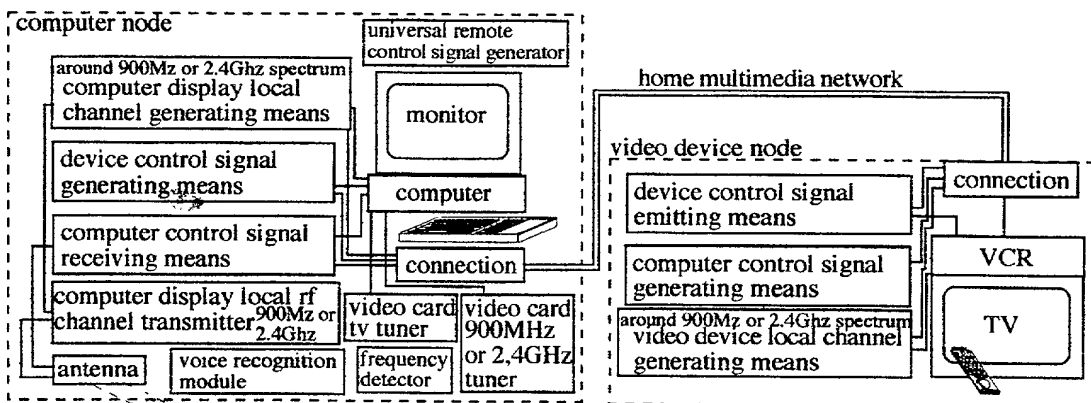 computer node
universal remote
control signal generator
around 900Mz or 2.4Ghz spectrum
computer display local
channel generating means
monitor
device control signal
generating means
computer
computer control signal
receiving means
connection
computer display local rf
channel transmitter 900Mz or
2.4Ghz
video card
tv tuner
video card
900MHz
or 2,4GHz
tuner
antenna
voice recognition
module
frequency
detector
home multimedia network
video device node
connection
device control signal
emitting means
computer control signal
generating means
VCR
around 900Mz or 2.4Ghz spectrum
video device local channel
generating means
TV